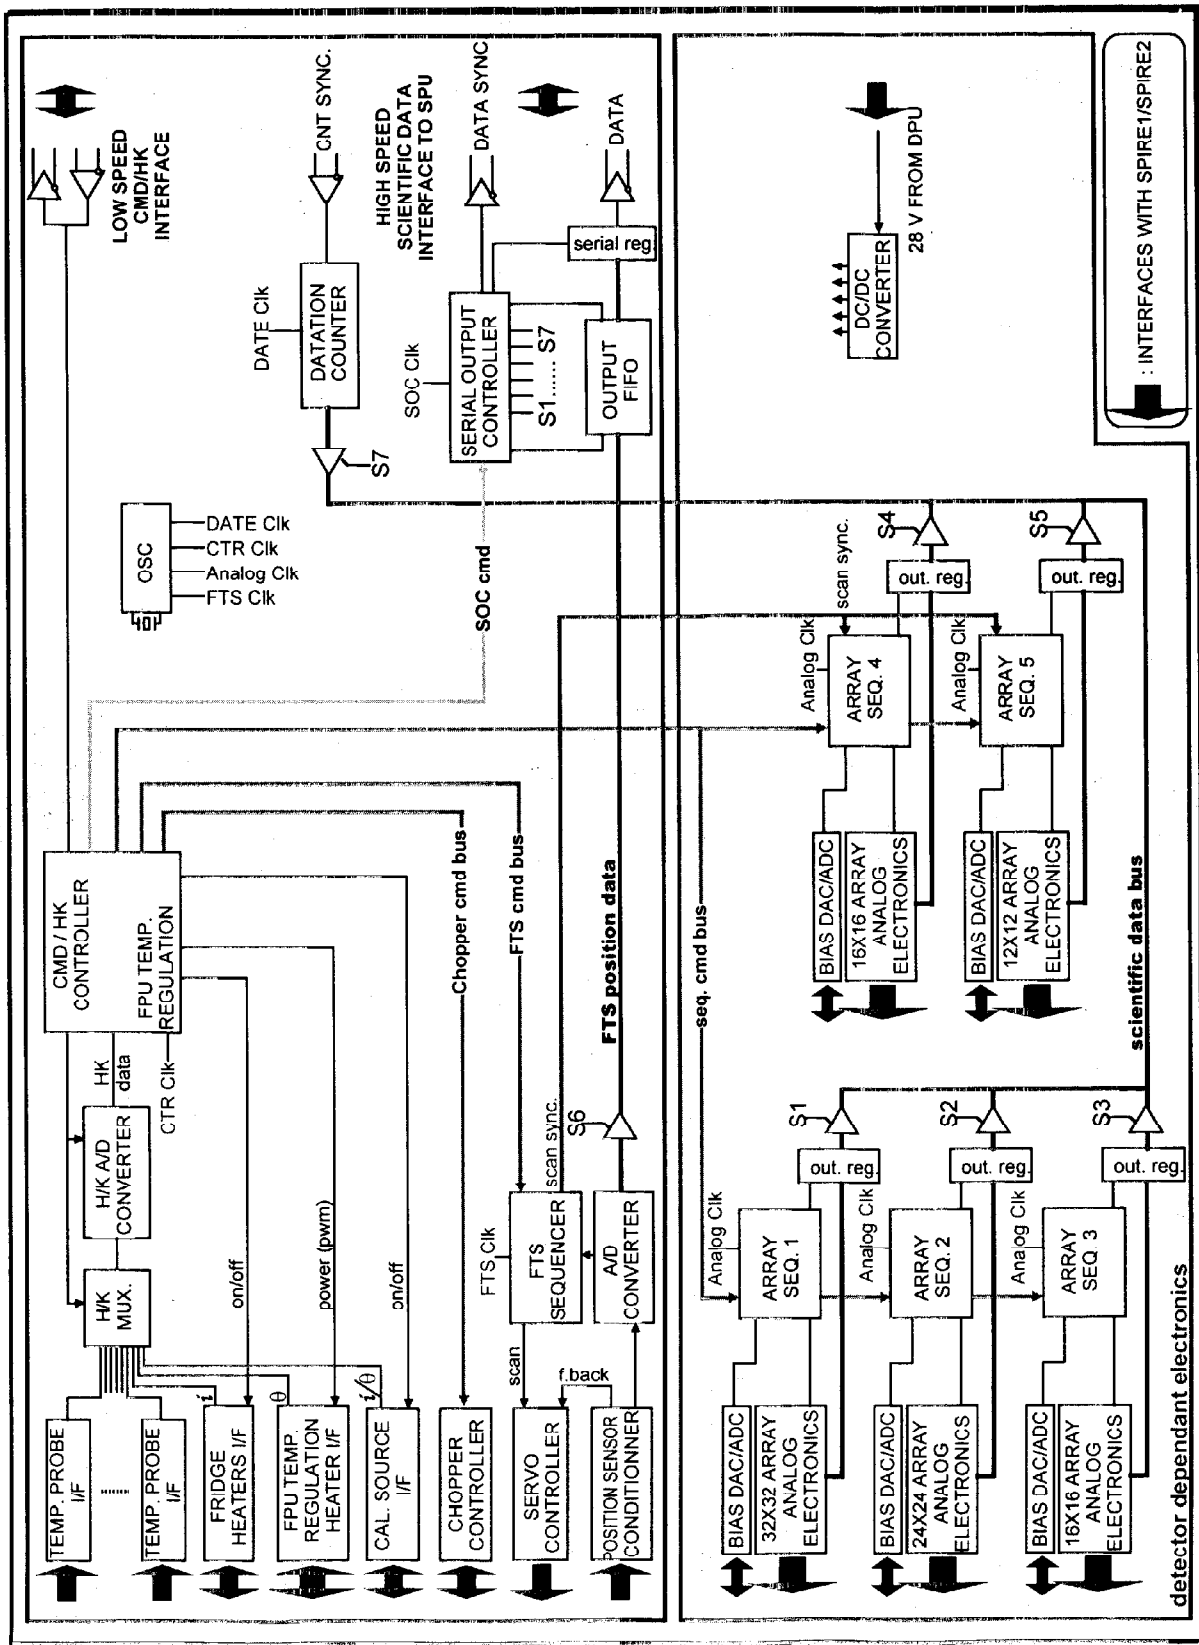 LOW SPEED
CMD/HK
INTERFACE
CNT SYNC.
HIGH SPEED
SCIENTIFIC DATA
INTERFACE TO SPU
DATA SYNC
DATA
serial reg.
DATE Clk
DATATION
COUNTER
S7
SOC Clk
SERIAL OUTPUT
CONTROLLER
S1...... S7
OUTPUT
FIFO
OSC
DATE Clk
CTR Clk
Analog Clk
FTS Clk
SOC cmd
CMD / HK
CONTROLLER
FPU TEMP.
REGULATION
HK
data
CTR Clk
H/K A/D
CONVERTER
H/K
MUX.
on/off
power (pwm)
on/off
Chopper cmd bus
FTS cmd bus
FTS position data
scan sync.
S6
FTS Clk
FTS
SEQUENCER
A/D
CONVERTER
scan
f.back
i
θ
i/θ
TEMP. PROBE
I/F
........
TEMP. PROBE
I/F
FRIDGE
HEATERS I/F
FPU TEMP.
REGULATION
HEATER I/F
CAL. SOURCE
I/F
CHOPPER
CONTROLLER
SERVO
CONTROLLER
POSITION SENSOR
CONDITIONNER
28 V FROM DPU
DC/DC
CONVERTER
: INTERFACES WITH SPIRE1/SPIRE2
S4
S5
scan sync.
out. reg.
out. reg.
Analog Clk
ARRAY
SEQ. 4
Analog Clk
ARRAY
SEQ. 5
BIAS DAC/ADC
16X16 ARRAY
ANALOG
ELECTRONICS
BIAS DAC/ADC
12X12 ARRAY
ANALOG
ELECTRONICS
seq. cmd bus
scientific data bus
S1
S2
S3
out. reg.
out. reg.
out. reg.
Analog Clk
ARRAY
SEQ. 1
Analog Clk
ARRAY
SEQ. 2
Analog Clk
ARRAY
SEQ 3
BIAS DAC/ADC
32X32 ARRAY
ANALOG
ELECTRONICS
BIAS DAC/ADC
24X24 ARRAY
ANALOG
ELECTRONICS
BIAS DAC/ADC
16X16 ARRAY
ANALOG
ELECTRONICS
detector dependant electronics